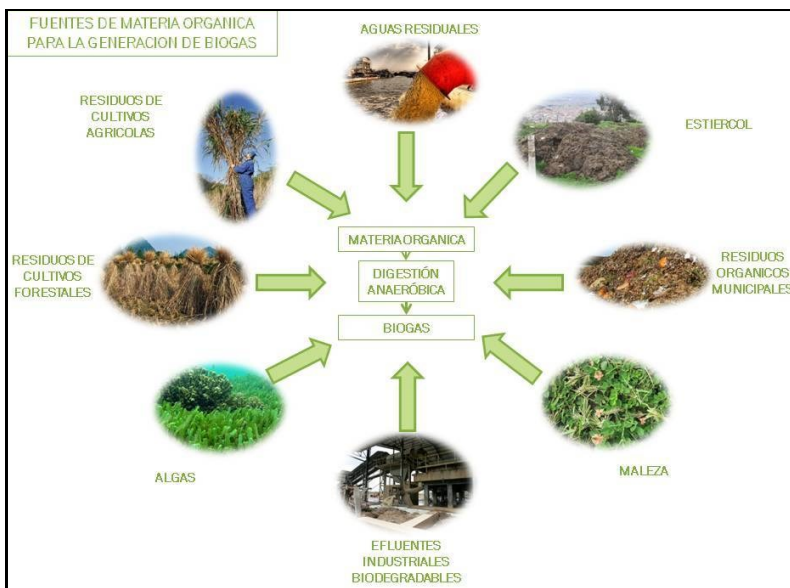 FUENTES DE MATERIA ORGANICA
PARA LA GENERACION DE BIOGAS
AGUAS RESIDUALES
RESIDUOS DE
CULTIVOS
AGRICOLAS
ESTIERCOL
MATERIA ORGANICA
RESIDUOS DE
CULTIVOS
FORESTALES
DIGESTIÓN
ANAERÓBICA
RESIDUOS
ORGANICOS
MUNICIPALES
BIOGAS
ALGAS
MALEZA
EFLUENTES
INDUSTRIALES
BIODEGRADABLES